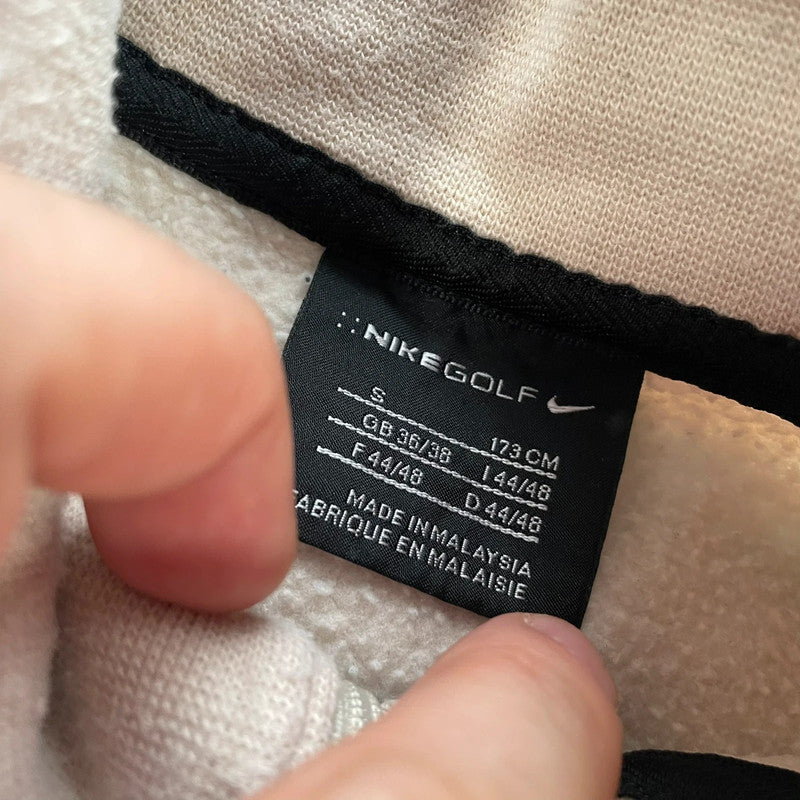 NIKEGOLF
S 173 CM
GB 36/38 I 44/48
F 44/48 D 44/48
MADE IN MALAYSIA
FABRIQUE EN MALAISIE